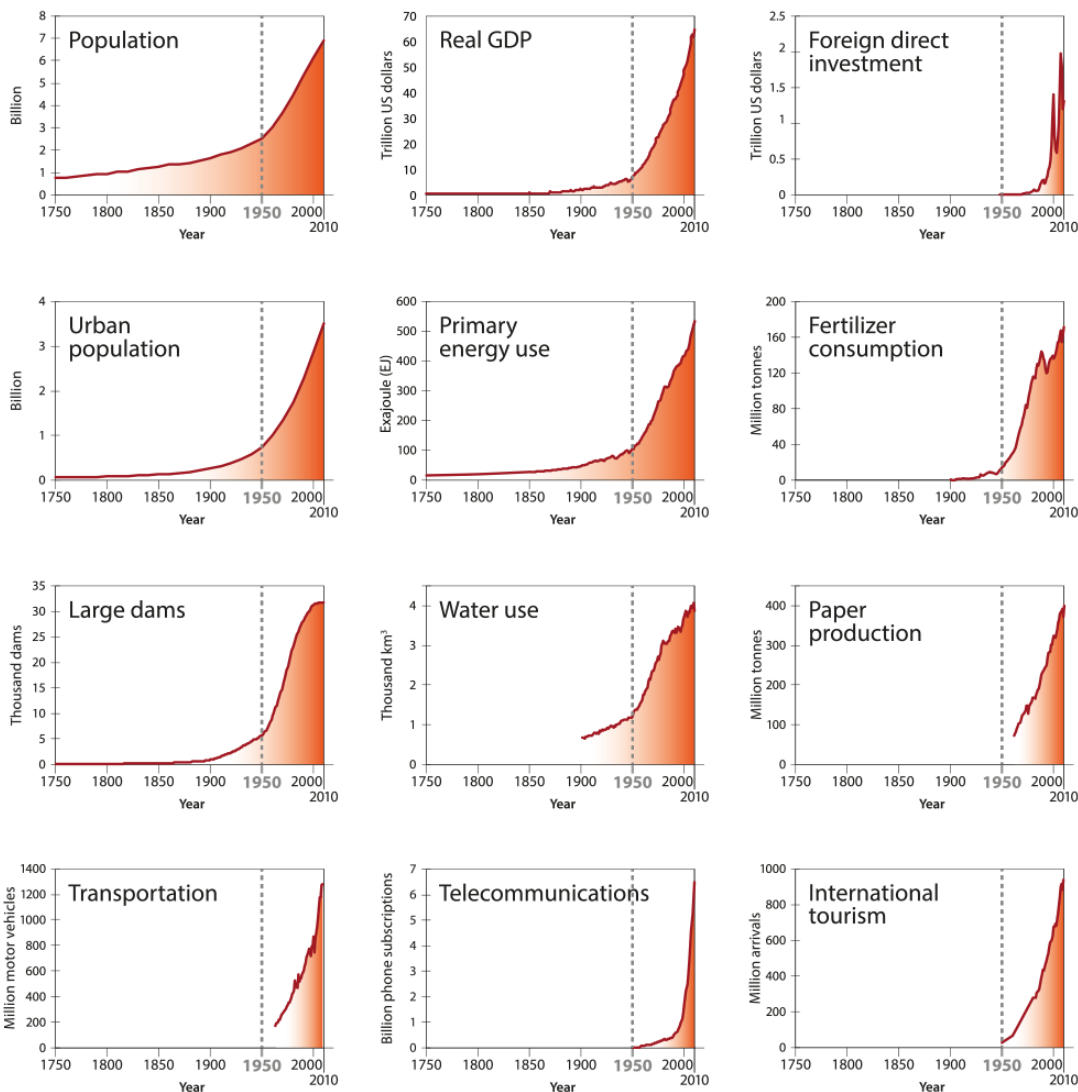 Population
Billion
8
7
6
5
4
3
2
1
0
1750 1800 1850 1900 1950 2000 2010
Year
Real GDP
Trillion US dollars
70
60
50
40
30
20
10
0
1750 1800 1850 1900 1950 2000 2010
Year
Foreign direct
investment
Trillion US dollars
2.5
2
1.5
1
0.5
0
1750 1800 1850 1900 1950 2000 2010
Year
Urban
population
Billion
4
3
2
1
0
1750 1800 1850 1900 1950 2000 2010
Year
Primary
energy use
Exajoule (EJ)
600
500
400
300
200
100
0
1750 1800 1850 1900 1950 2000 2010
Year
Fertilizer
consumption
Million tonnes
200
160
120
80
40
0
1750 1800 1850 1900 1950 2000 2010
Year
Large dams
Thousand dams
35
30
25
20
15
10
5
0
1750 1800 1850 1900 1950 2000 2010
Year
Water use
Thousand km³
4
3
2
1
0
1750 1800 1850 1900 1950 2000 2010
Year
Paper
production
Million tonnes
400
300
200
100
0
1750 1800 1850 1900 1950 2000 2010
Year
Transportation
Million motor vehicles
1400
1200
1000
800
600
400
200
0
1750 1800 1850 1900 1950 2000 2010
Year
Telecommunications
Billion phone subscriptions
7
6
5
4
3
2
1
0
1750 1800 1850 1900 1950 2000 2010
Year
International
tourism
Million arrivals
1000
800
600
400
200
0
1750 1800 1850 1900 1950 2000 2010
Year